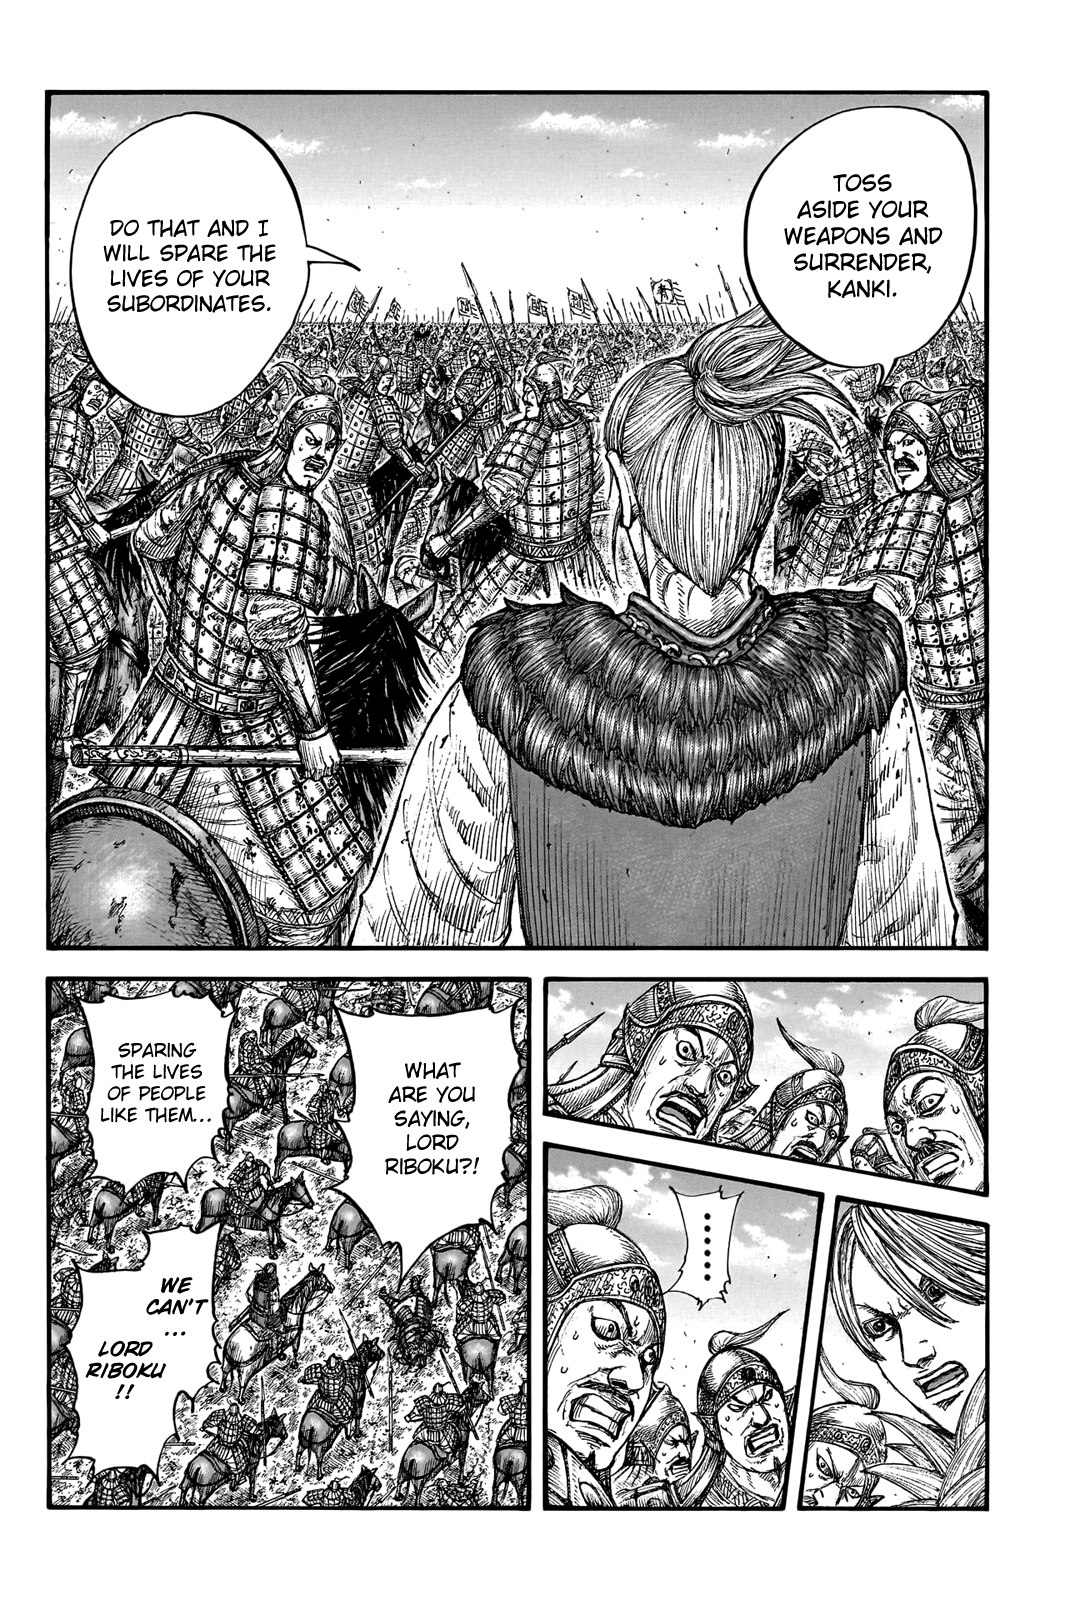 TOSS
ASIDE YOUR
WEAPONS AND
SURRENDER,
KANKI.
DO THAT AND I
WILL SPARE THE
LIVES OF YOUR
SUBORDINATES.
......
WHAT
ARE YOU
SAYING,
LORD
RIBOKU?!
SPARING
THE LIVES
OF PEOPLE
LIKE THEM...
WE
CAN'T
...
LORD
RIBOKU
!!